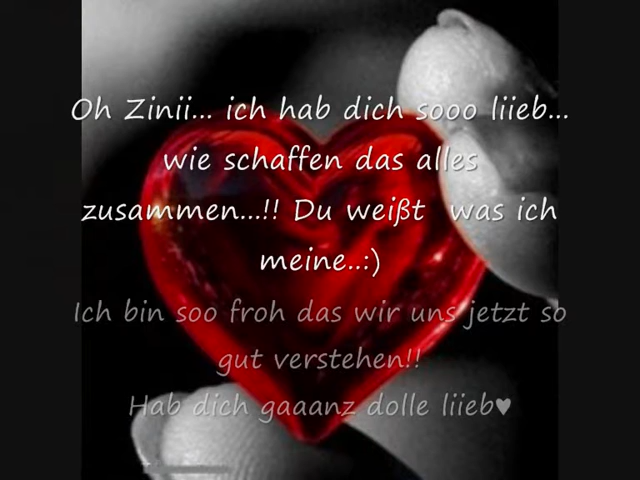 Oh Zinii... ich hab dich sooo liieb...
wie schaffen das alles
zusammen...!! Du weißt was ich
meine..:)
Ich bin soo froh das wir uns jetzt so
gut verstehen!!
Hab dich gaaanz dolle liieb♥